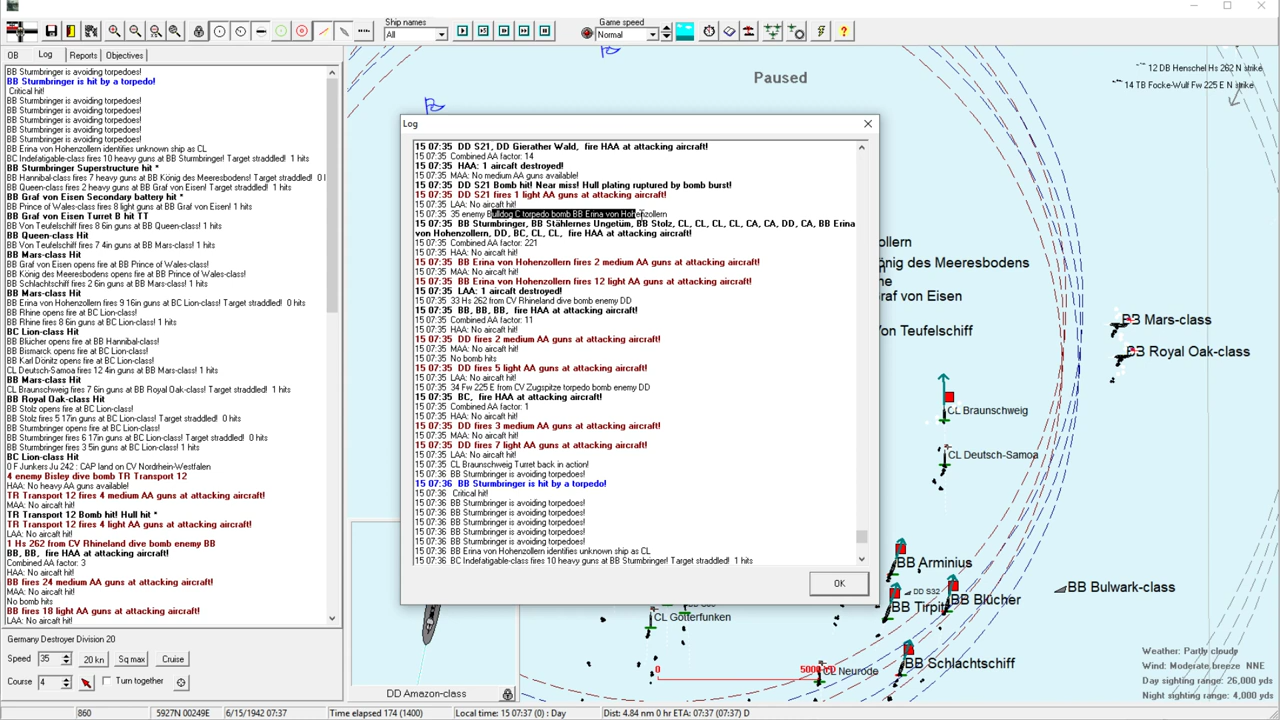 Ship names
Game speed
All
Normal
OB
Log
Reports
Objectives
BB Sturmbringer is avoiding torpedoes!
BB Sturmbringer is hit by a torpedo!
Critical hit!
BB Sturmbringer is avoiding torpedoes!
BB Sturmbringer is avoiding torpedoes!
BB Sturmbringer is avoiding torpedoes!
BB Sturmbringer is avoiding torpedoes!
BB Sturmbringer is avoiding torpedoes!
BB Erina von Hohenzollern identifies unknown ship as CL
BC Indefatigable-class fires 10 heavy guns at BB Sturmbringer! Target straddled! 1 hits
BB Sturmbringer Superstructure hit *
BB Hannibal-class fires 7 heavy guns at BB König des Meeresbodens! Target straddled! 0 h
BB Queen-class fires 2 heavy guns at BB Graf von Eisen! Target straddled! 1 hits
BB Graf von Eisen Secondary battery hit *
BB Prince of Wales-class fires 8 light guns at BB Graf von Eisen! 1 hits
BB Graf von Eisen Turret B hit TT
BB Von Teufelschiff fires 6 4in guns at BB Queen-class! 1 hits
BB Queen-class Hit
BB Von Teufelschiff fires 7 4in guns at BB Mars-class! 1 hits
BB Mars-class Hit
BB Graf von Eisen opens fire at BB Prince of Wales-class!
BB König des Meeresbodens opens fire at BB Mars-class!
BB Schlachtschiff fires 2 6in guns at BB Mars-class! 1 hits
BB Mars-class Hit
BB Erina von Hohenzollern fires 9 16in guns at BC Lion-class! Target straddled! 0 hits
BB Rhine opens fire at BC Lion-class!
BB Rhine fires 8 6in guns at BC Lion-class! 1 hits
BC Lion-class Hit
BB Blücher opens fire at BB Hannibal-class!
BB Bismarck opens fire at BC Lion-class!
BB Karl Dönitz opens fire at BC Lion-class!
CL Deutsch-Samoa fires 12 4in guns at BB Mars-class! 1 hits
BB Mars-class Hit
CL Braunschweig fires 7 6in guns at BB Royal Oak-class! 1 hits
BB Royal Oak-class Hit
BB Stolz opens fire at BC Lion-class!
BB Stolz fires 5 17in guns at BC Lion-class! Target straddled! 0 hits
BB Sturmbringer opens fire at BC Lion-class!
BB Sturmbringer fires 6 17in guns at BC Lion-class! Target straddled! 0 hits
BB Sturmbringer fires 3 5in guns at BC Lion-class! 1 hits
BC Lion-class Hit
0 F Junkers Ju 242 : CAP land on CV Nordrhein-Westfalen
4 enemy Bisley dive bomb TR Transport 12
HAA: No heavy AA guns available!
TR Transport 12 fires 4 medium AA guns at attacking aircraft!
MAA: No aircraft hit!
TR Transport 12 Bomb hit! Hull hit *
TR Transport 12 fires 4 light AA guns at attacking aircraft!
LAA: No aircaft hit!
1 Hs 262 from CV Rhineland dive bomb enemy BB
BB, BB, fire HAA at attacking aircraft!
Combined AA factor: 3
HAA: No aircaft hit!
BB fires 24 medium AA guns at attacking aircraft!
MAA: No aircaft hit!
No bomb hits
BB fires 18 light AA guns at attacking aircraft!
Germany Destroyer Division 20
Speed 35 20 kn Sq max Cruise
Course 4 Turn together
Log
15 07:35 DD S21, DD Gierather Wald, fire HAA at attacking aircraft!
15 07:35 Combined AA factor: 14
15 07:35 HAA: 1 aircaft destroyed!
15 07:35 MAA: No medium AA guns available!
15 07:35 DD S21 Bomb hit! Near miss! Hull plating ruptured by bomb burst!
15 07:35 DD S21 fires 1 light AA guns at attacking aircraft!
15 07:35 LAA: No aircaft hit!
15 07:35 35 enemy Bulldog C torpedo bomb BB Erina von Hohenzollern
15 07:35 BB Sturmbringer, BB Stählernes Ungetüm, BB Stolz, CL, CL, CL, CL, CA, CA, DD, CA, BB Erina
von Hohenzollern, DD, BC, CL, CL, fire HAA at attacking aircraft!
15 07:35 Combined AA factor: 221
15 07:35 HAA: No aircaft hit!
15 07:35 BB Erina von Hohenzollern fires 2 medium AA guns at attacking aircraft!
15 07:35 MAA: No aircaft hit!
15 07:35 BB Erina von Hohenzollern fires 12 light AA guns at attacking aircraft!
15 07:35 LAA: 1 aircaft destroyed!
15 07:35 33 Hs 262 from CV Rhineland dive bomb enemy DD
15 07:35 BB, BB, BB, fire HAA at attacking aircraft!
15 07:35 Combined AA factor: 11
15 07:35 HAA: No aircaft hit!
15 07:35 DD fires 2 medium AA guns at attacking aircraft!
15 07:35 MAA: No aircaft hit!
15 07:35 No bomb hits
15 07:35 DD fires 5 light AA guns at attacking aircraft!
15 07:35 LAA: No aircaft hit!
15 07:35 34 Fw 225 E from CV Zugspitze torpedo bomb enemy DD
15 07:35 BC, fire HAA at attacking aircraft!
15 07:35 Combined AA factor: 1
15 07:35 HAA: No aircaft hit!
15 07:35 DD fires 3 medium AA guns at attacking aircraft!
15 07:35 MAA: No aircaft hit!
15 07:35 DD fires 7 light AA guns at attacking aircraft!
15 07:35 LAA: No aircaft hit!
15 07:35 CL Braunschweig Turret back in action!
15 07:36 BB Sturmbringer is avoiding torpedoes!
15 07:36 BB Sturmbringer is hit by a torpedo!
15 07:36 Critical hit!
15 07:36 BB Sturmbringer is avoiding torpedoes!
15 07:36 BB Sturmbringer is avoiding torpedoes!
15 07:36 BB Sturmbringer is avoiding torpedoes!
15 07:36 BB Sturmbringer is avoiding torpedoes!
15 07:36 BB Sturmbringer is avoiding torpedoes!
15 07:36 BB Erina von Hohenzollern identifies unknown ship as CL
15 07:36 BC Indefatigable-class fires 10 heavy guns at BB Sturmbringer! Target straddled! 1 hits
OK
Paused
12 DB Henschel Hs 262 N strike
14 TB Focke-Wulf Fw 225 E N strike
ollern
önig des Meeresbodens
ne
raf von Eisen
on Teufelschiff
BB Mars-class
BB Royal Oak-class
CL Braunschweig
CL Deutsch-Samoa
BB Arminius
DD S32
BB Tirpitz
BB Blücher
BB Bulwark-class
CL Götterfunken
BB Schlachtschiff
CL Neurode
0
DD Amazon-class
Weather: Partly cloudy
Wind: Moderate breeze NNE
Day sighting range: 26,000 yds
Night sighting range: 4,000 yds
860
5927N 00249E
6/15/1942 07:37
Time elapsed 174 (1400)
Local time: 15 07:37 (0) : Day
Dist: 4.84 nm 0 hr ETA: 07:37 (07:37) D